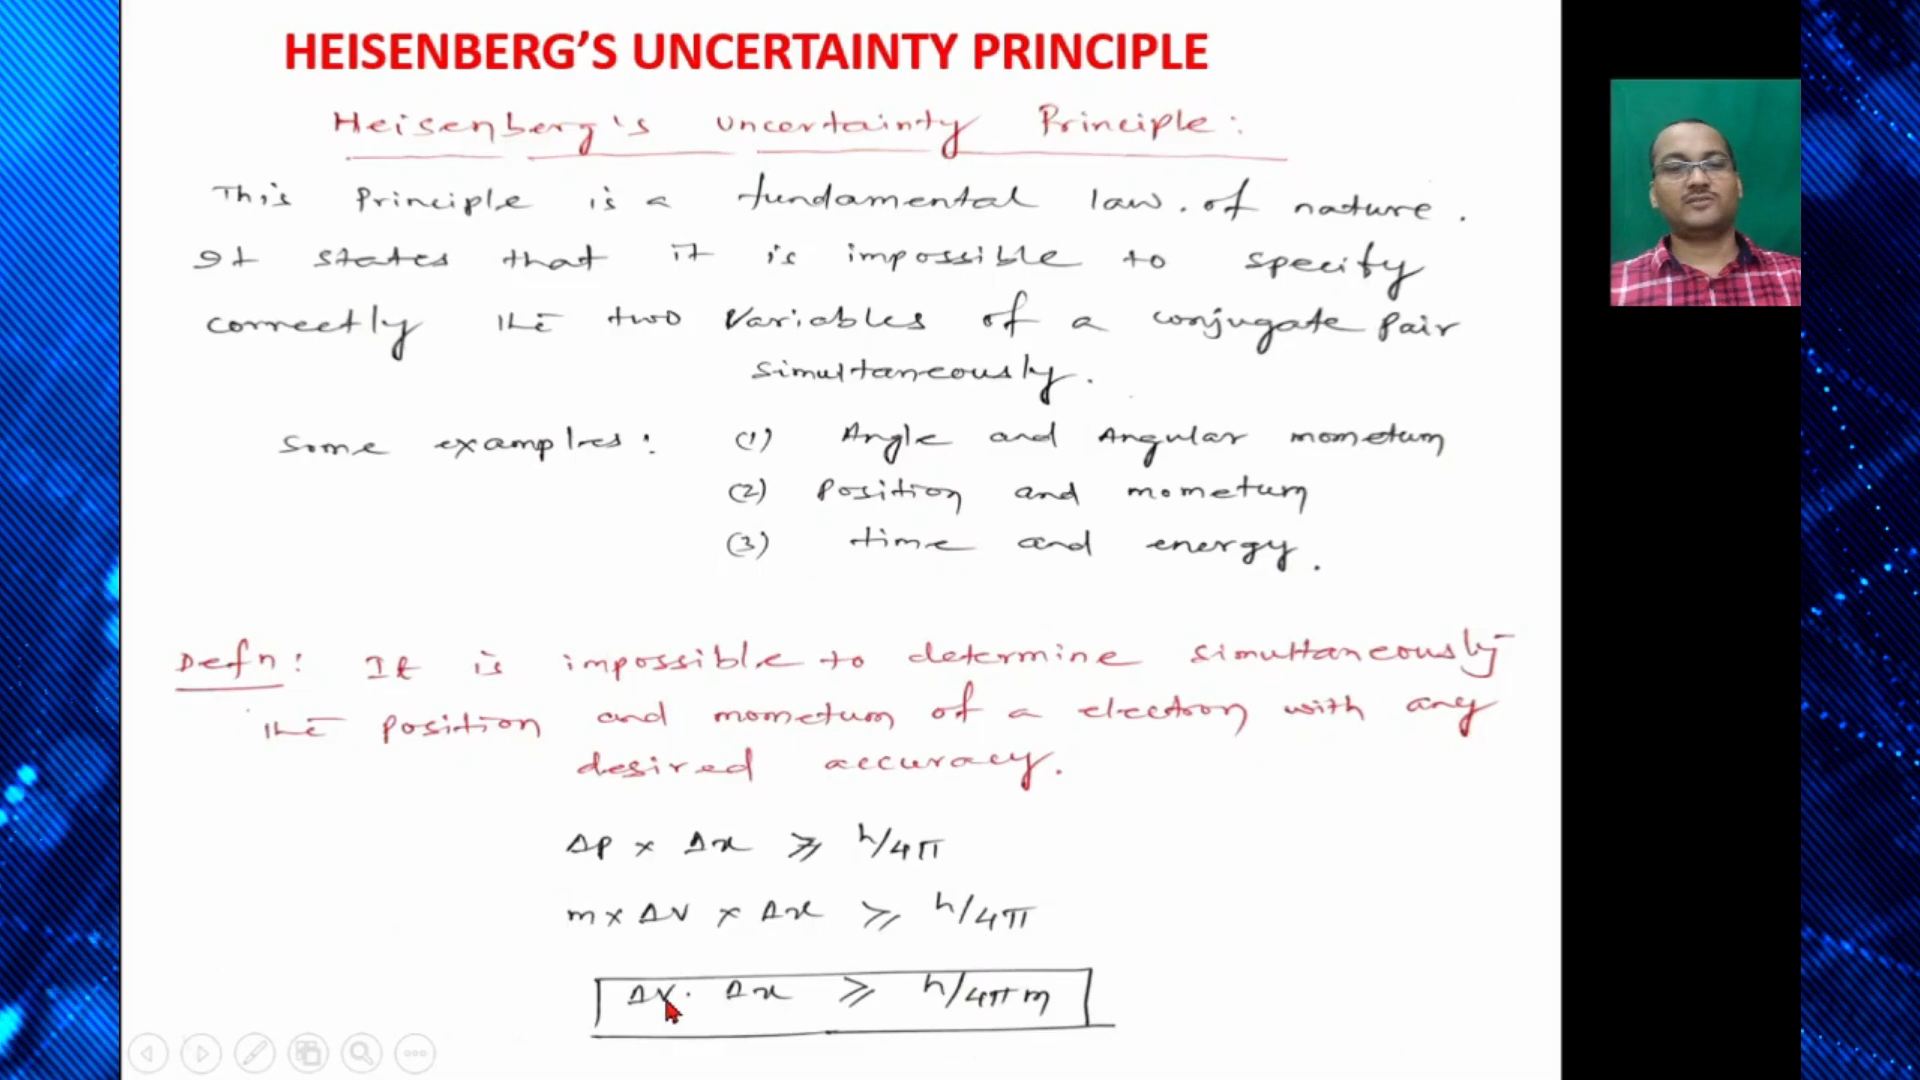 HEISENBERG'S UNCERTAINTY PRINCIPLE
Heisenberg's uncertainty Principle:
This Principle is a fundamental law of nature.
It states that it is impossible to specify
correctly the two variables of a conjugate pair
simultaneously.
Some examples: (1) Angle and Angular mometum
(2) Position and mometum
(3) time and energy.
Defn: It is impossible to determine simulttaneously
the position and mometum of a electron with any
desired accuracy.
Δp × Δx ⩾ h/4π
m × Δv × Δx ⩾ h/4π
Δv. Δx ⩾ h/4πm